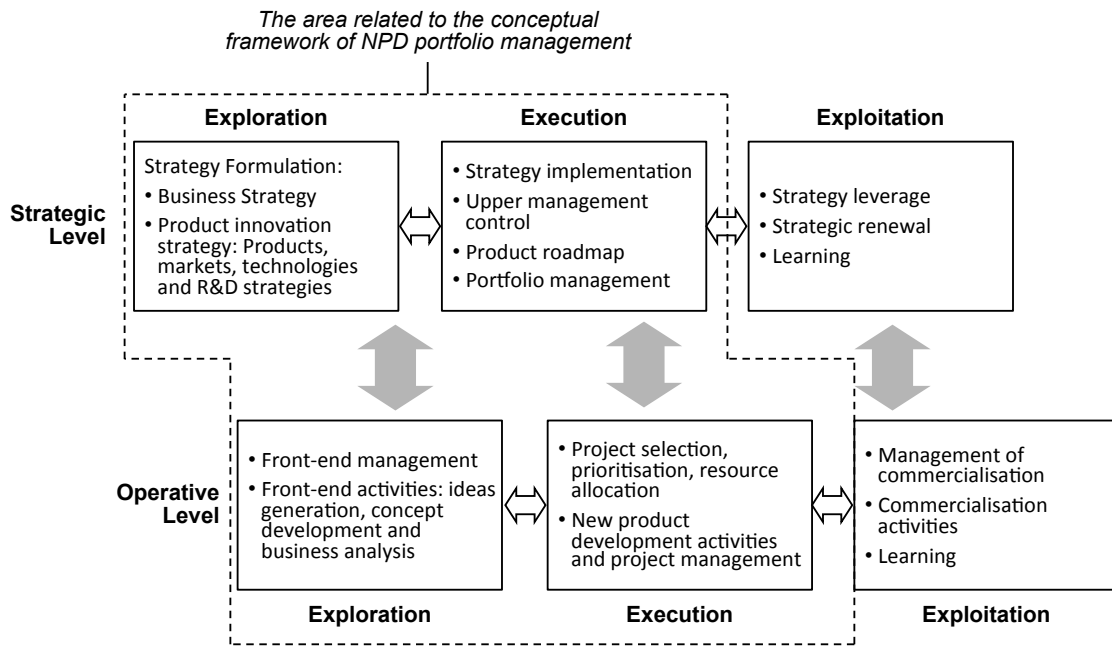 The area related to the conceptual
framework of NPD portfolio management
Exploration
Execution
Exploitation
Strategic
Level
Strategy Formulation:
• Business Strategy
• Product innovation
strategy: Products,
markets, technologies
and R&D strategies
• Strategy implementation
• Upper management
control
• Product roadmap
• Portfolio management
• Strategy leverage
• Strategic renewal
• Learning
Operative
Level
• Front-end management
• Front-end activities: ideas
generation, concept
development and
business analysis
• Project selection,
prioritisation, resource
allocation
• New product
development activities
and project management
• Management of
commercialisation
• Commercialisation
activities
• Learning
Exploration
Execution
Exploitation